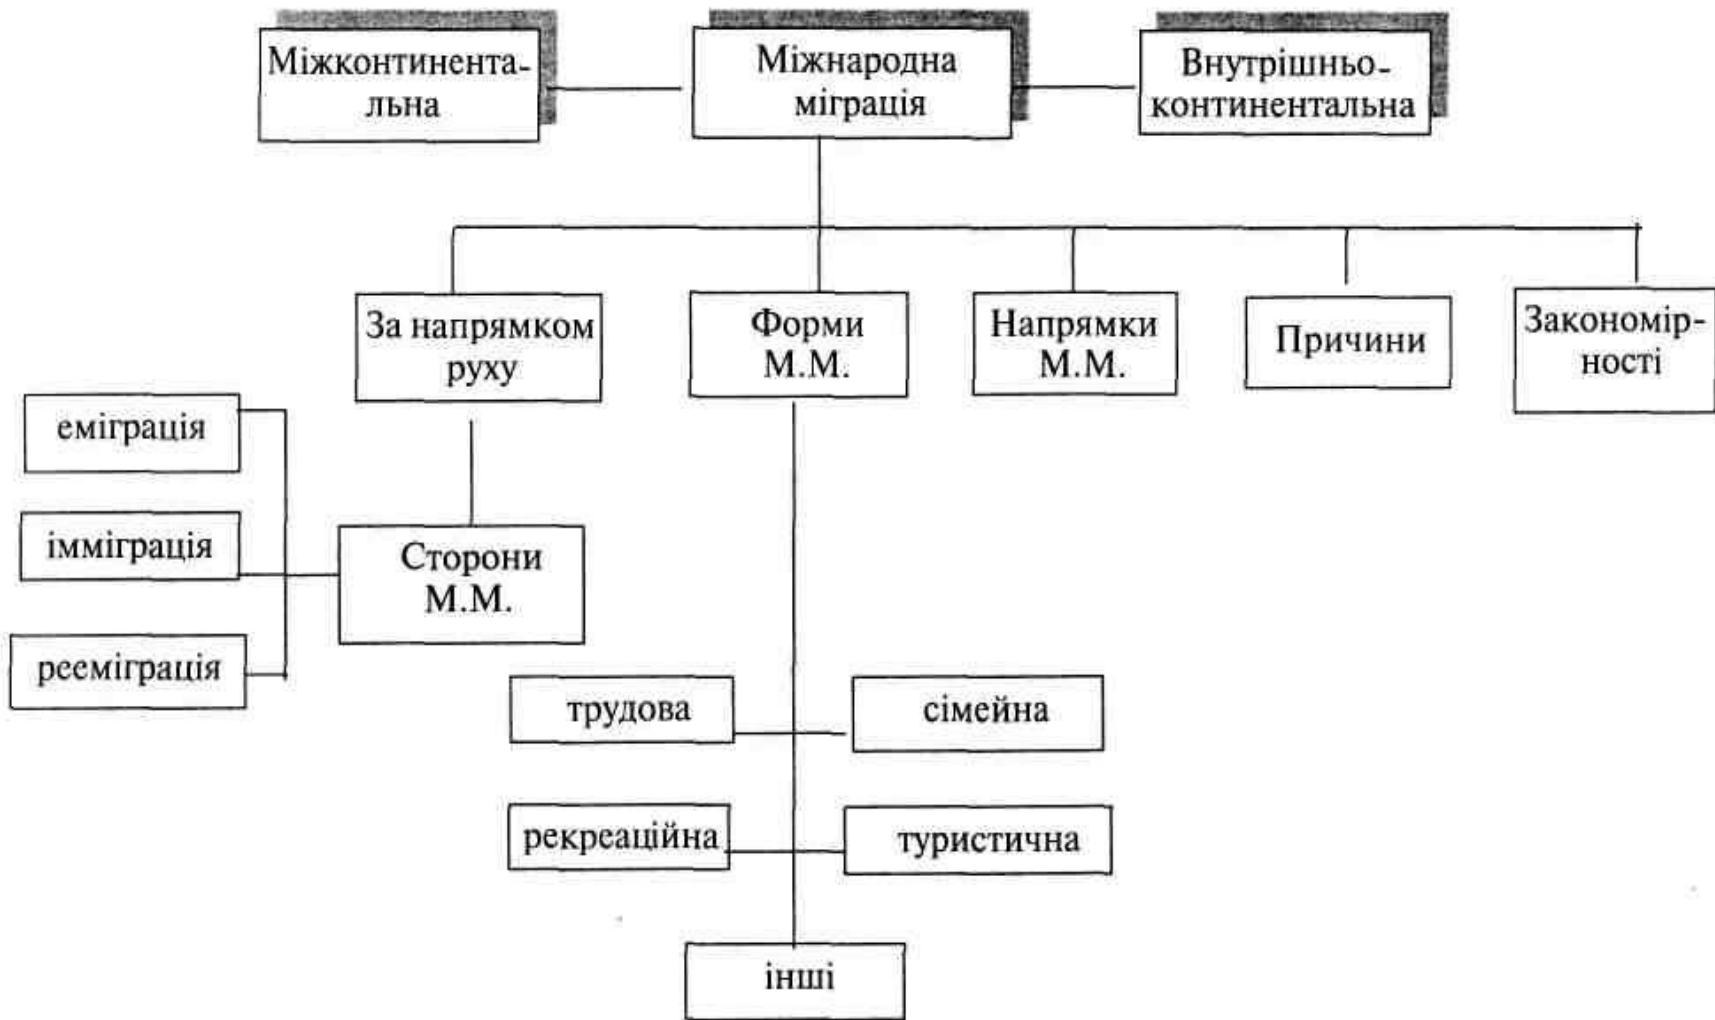 Міжконтинента-
льна
Міжнародна
міграція
Внутрішньо-
континентальна
За напрямком
руху
Форми
М.М.
Напрямки
М.М.
Причини
Закономір-
ності
еміграція
імміграція
рееміграція
Сторони
М.М.
трудова
сімейна
рекреаційна
туристична
інші